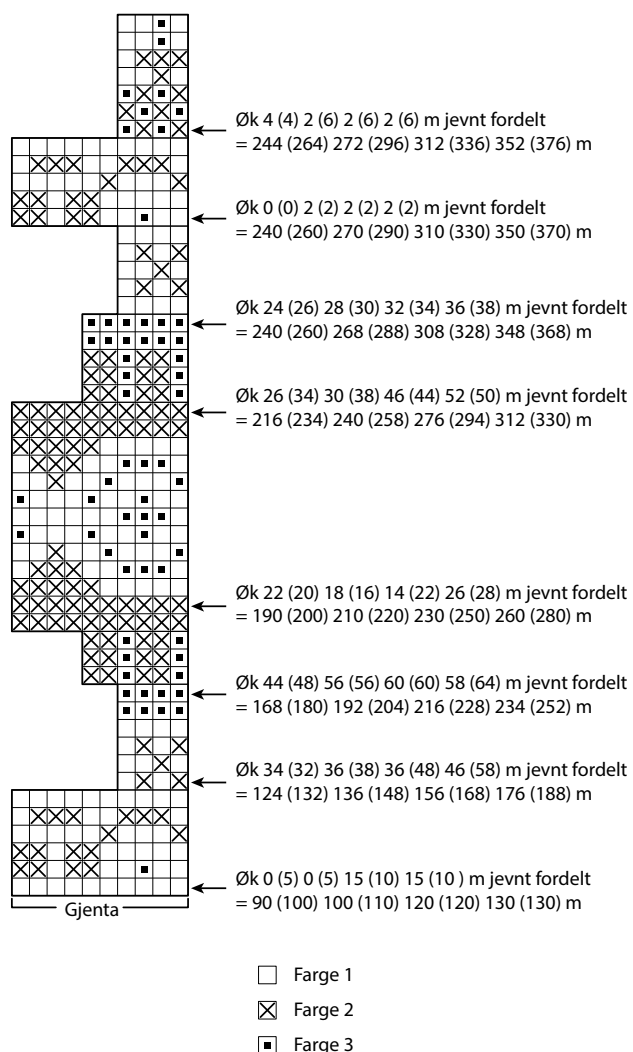 Øk 4 (4) 2 (6) 2 (6) 2 (6) m jevnt fordelt
= 244 (264) 272 (296) 312 (336) 352 (376) m
Øk 0 (0) 2 (2) 2 (2) 2 (2) m jevnt fordelt
= 240 (260) 270 (290) 310 (330) 350 (370) m
Øk 24 (26) 28 (30) 32 (34) 36 (38) m jevnt fordelt
= 240 (260) 268 (288) 308 (328) 348 (368) m
Øk 26 (34) 30 (38) 46 (44) 52 (50) m jevnt fordelt
= 216 (234) 240 (258) 276 (294) 312 (330) m
Øk 22 (20) 18 (16) 14 (22) 26 (28) m jevnt fordelt
= 190 (200) 210 (220) 230 (250) 260 (280) m
Øk 44 (48) 56 (56) 60 (60) 58 (64) m jevnt fordelt
= 168 (180) 192 (204) 216 (228) 234 (252) m
Øk 34 (32) 36 (38) 36 (48) 46 (58) m jevnt fordelt
= 124 (132) 136 (148) 156 (168) 176 (188) m
Øk 0 (5) 0 (5) 15 (10) 15 (10 ) m jevnt fordelt
= 90 (100) 100 (110) 120 (120) 130 (130) m
Gjenta
Farge 1
Farge 2
Farge 3